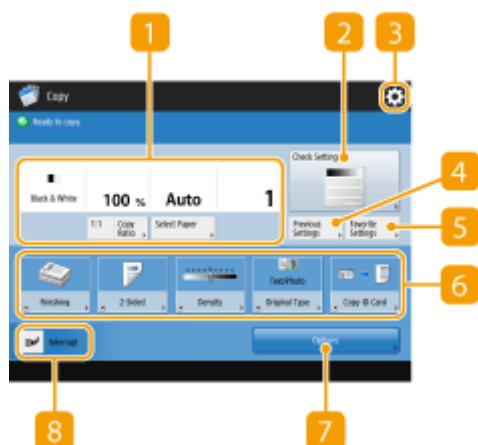 1 2 3
Copy
Ready to copy.
Check Setting
Black & White 100 % Auto 1
1:1 Copy Ratio Select Paper
Previous Settings Favorite Settings
4
5
6
Text/Photo
Finishing 2-Sided Density Original Type Copy ID Card
Interrupt Options
8 7